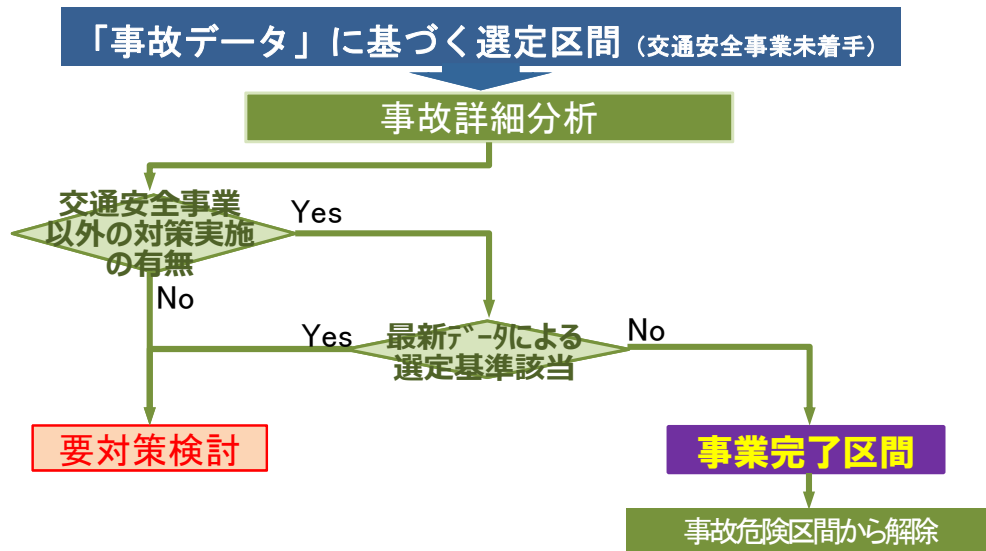 「事故データ」に基づく選定区間（交通安全事業未着手）
事故詳細分析
交通安全事業
以外の対策実施
の有無
Yes
No
最新ﾃﾞｰﾀによる
選定基準該当
Yes
No
要対策検討
事業完了区間
事故危険区間から解除